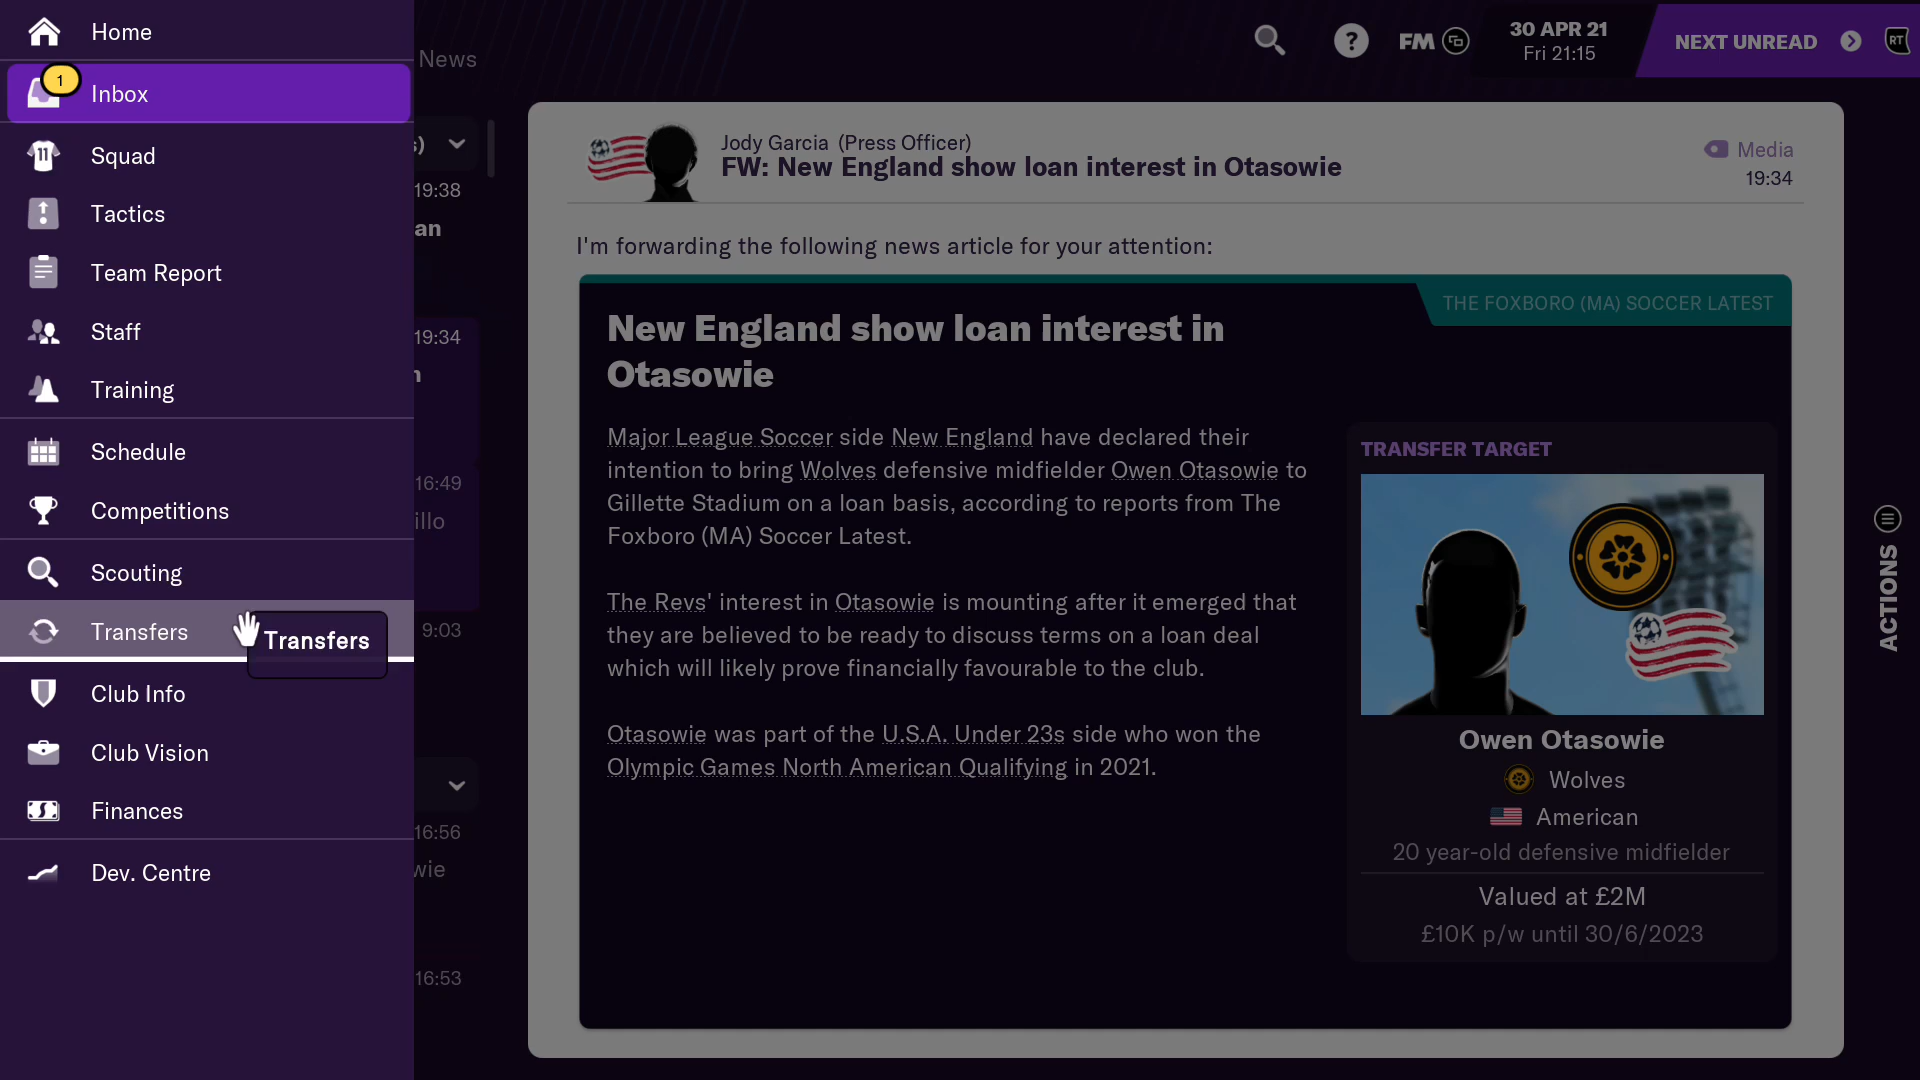 Home
1
Inbox
11
Squad
Tactics
Team Report
Staff
Training
Schedule
Competitions
Scouting
Transfers
Transfers
Club Info
Club Vision
Finances
Dev. Centre
News
s)
19:38
an
19:34
n
16:49
illo
9:03
16:56
wie
16:53
?
FM
30 APR 21
Fri 21:15
NEXT UNREAD
RT
Jody Garcia (Press Officer)
FW: New England show loan interest in Otasowie
Media
19:34
I'm forwarding the following news article for your attention:
THE FOXBORO (MA) SOCCER LATEST
New England show loan interest in
Otasowie
Major League Soccer side New England have declared their
intention to bring Wolves defensive midfielder Owen Otasowie to
Gillette Stadium on a loan basis, according to reports from The
Foxboro (MA) Soccer Latest.
The Revs' interest in Otasowie is mounting after it emerged that
they are believed to be ready to discuss terms on a loan deal
which will likely prove financially favourable to the club.
Otasowie was part of the U.S.A. Under 23s side who won the
Olympic Games North American Qualifying in 2021.
TRANSFER TARGET
Owen Otasowie
Wolves
American
20 year-old defensive midfielder
Valued at £2M
£10K p/w until 30/6/2023
ACTIONS